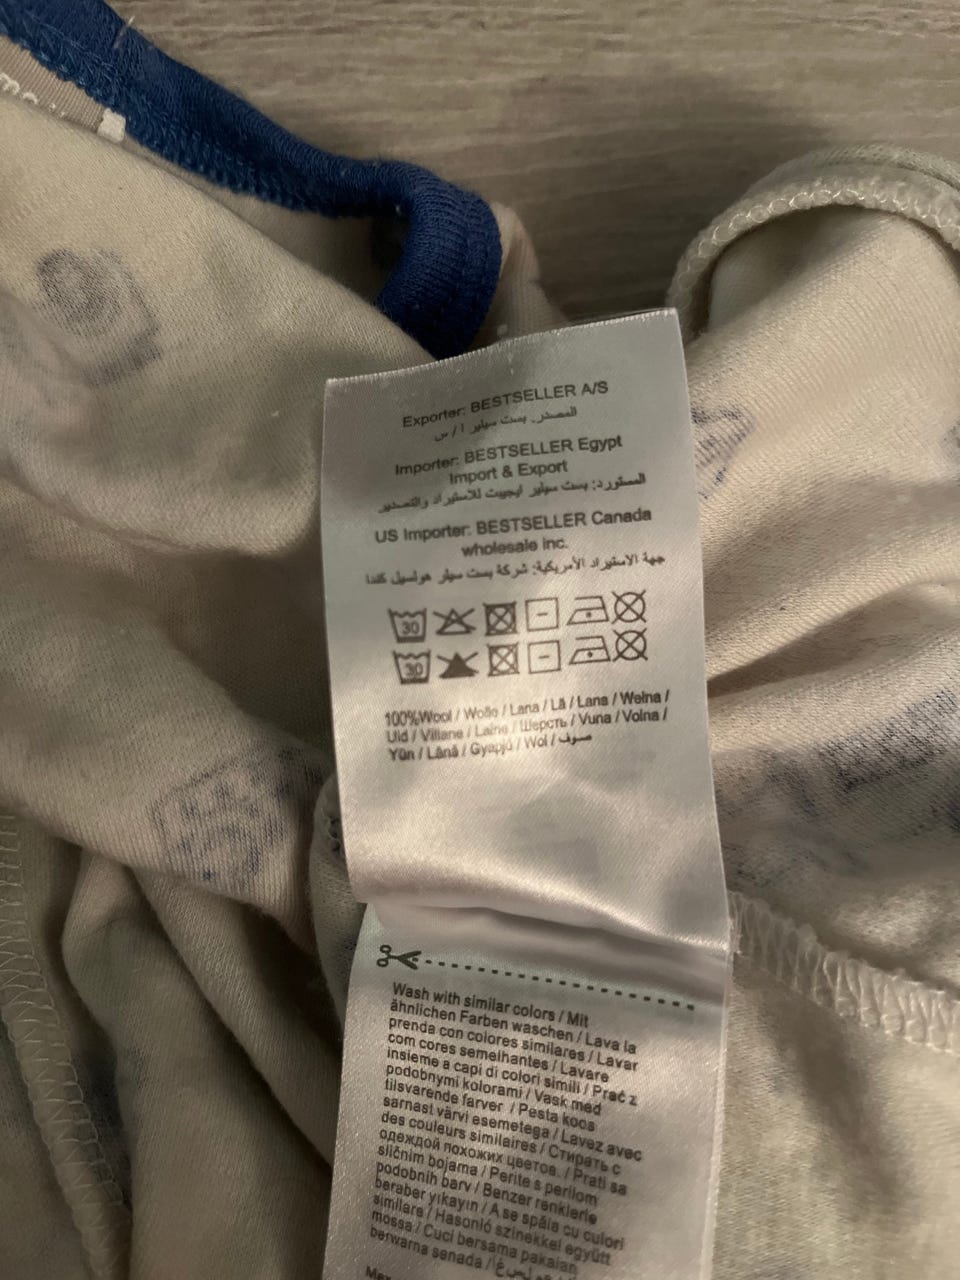 Exporter: BESTSELLER A/S
المصدر: بست سيلير ا / س
Importer: BESTSELLER Egypt
Import & Export
المستورد: بست سيلير ايجيبت للاستيراد والتصدير
US Importer: BESTSELLER Canada
wholesale inc.
جهة الاستيراد الأمريكية: شركة بست سيلر هولسيل كندا
30
30
100%Wool / Wolle / Lana / Lã / Lana / Wełna /
Uld / Villane / Laine / Шерсть / Vuna / Volna /
Yün / Lână / Gyapjú / Wol / صوف
Wash with similar colors / Mit
ähnlichen Farben waschen / Lava la
prenda con colores similares / Lavar
com cores semelhantes / Lavare
insieme a capi di colori simili / Prać z
podobnymi kolorami / Vask med
tilsvarende farver / Pesta koos
sarnast värvi esemetega / Lavez avec
des couleurs similaires / Стирать с
одеждой похожих цветов. / Prati sa
sličnim bojama / Perite s perilom
podobnih barv / Benzer renklerle
beraber yıkayın / A se spăla cu culori
similare / Hasonló színekkel együtt
mossa / Cuci bersama pakaian
berwarna senada /